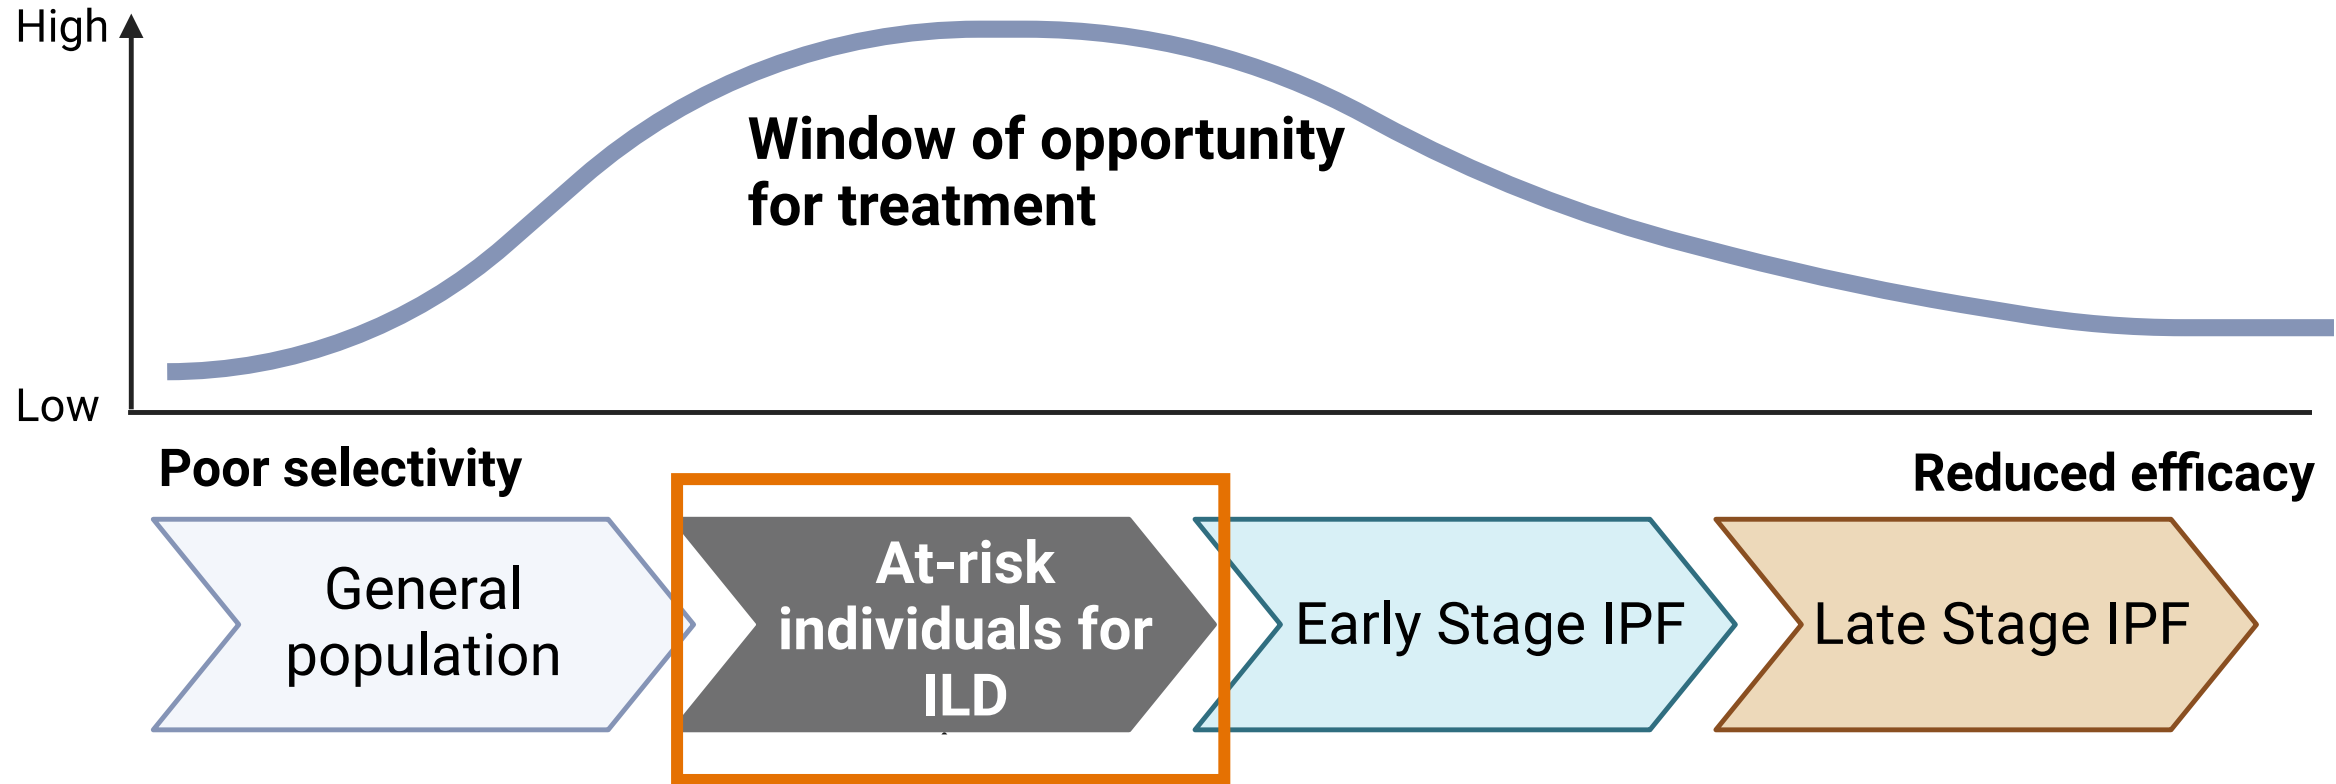 High
Window of opportunity
for treatment
Low
Poor selectivity
Reduced efficacy
General
population
At-risk
individuals for
ILD
Early Stage IPF
Late Stage IPF